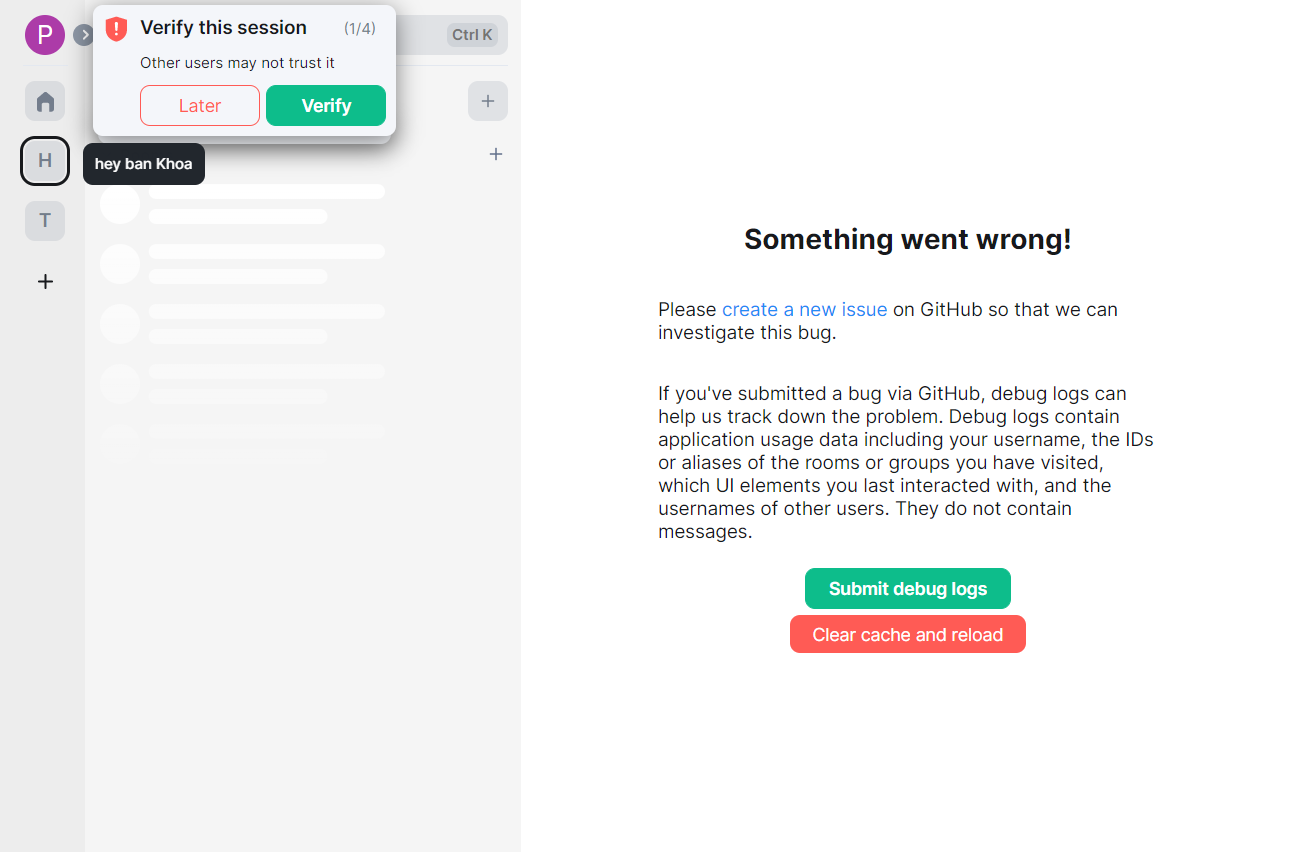 P
Verify this session
(1/4)
Ctrl K
Other users may not trust it
Later
Verify
H
hey ban Khoa
T
Something went wrong!
Please create a new issue on GitHub so that we can
investigate this bug.
If you've submitted a bug via GitHub, debug logs can
help us track down the problem. Debug logs contain
application usage data including your username, the IDs
or aliases of the rooms or groups you have visited,
which UI elements you last interacted with, and the
usernames of other users. They do not contain
messages.
Submit debug logs
Clear cache and reload